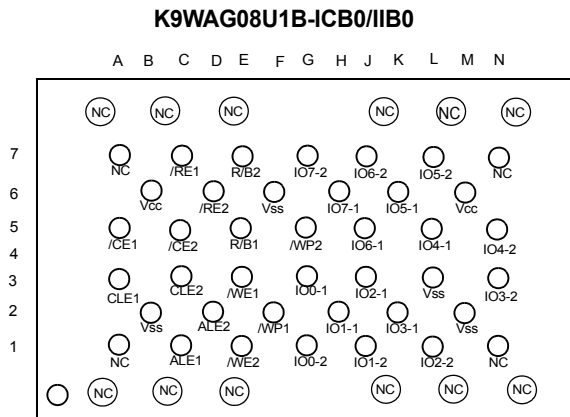 K9WAG08U1B-ICB0/IIB0
A B C D E F G H J K L M N
NC NC NC NC NC NC
7
NC /RE1 R/B2 IO7-2 IO6-2 IO5-2 NC
6
Vcc /RE2 Vss IO7-1 IO5-1 Vcc
5
/CE1 /CE2 R/B1 /WP2 IO6-1 IO4-1 IO4-2
4
3
CLE1 CLE2 /WE1 IO0-1 IO2-1 Vss IO3-2
2
Vss ALE2 /WP1 IO1-1 IO3-1 Vss
1
NC ALE1 /WE2 IO0-2 IO1-2 IO2-2 NC
NC NC NC NC NC NC